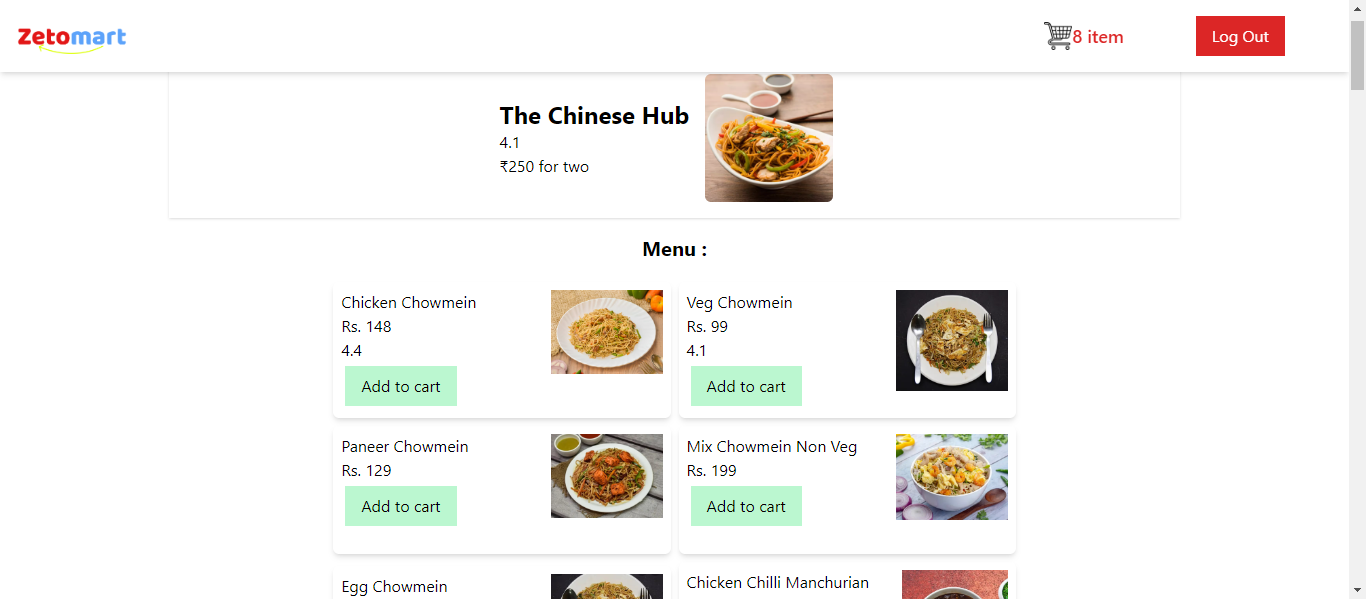 Zetomart
8 item
Log Out
The Chinese Hub
4.1
₹250 for two
Menu :
Chicken Chowmein
Rs. 148
4.4
Add to cart
Veg Chowmein
Rs. 99
4.1
Add to cart
Paneer Chowmein
Rs. 129
Add to cart
Mix Chowmein Non Veg
Rs. 199
Add to cart
Egg Chowmein
Chicken Chilli Manchurian